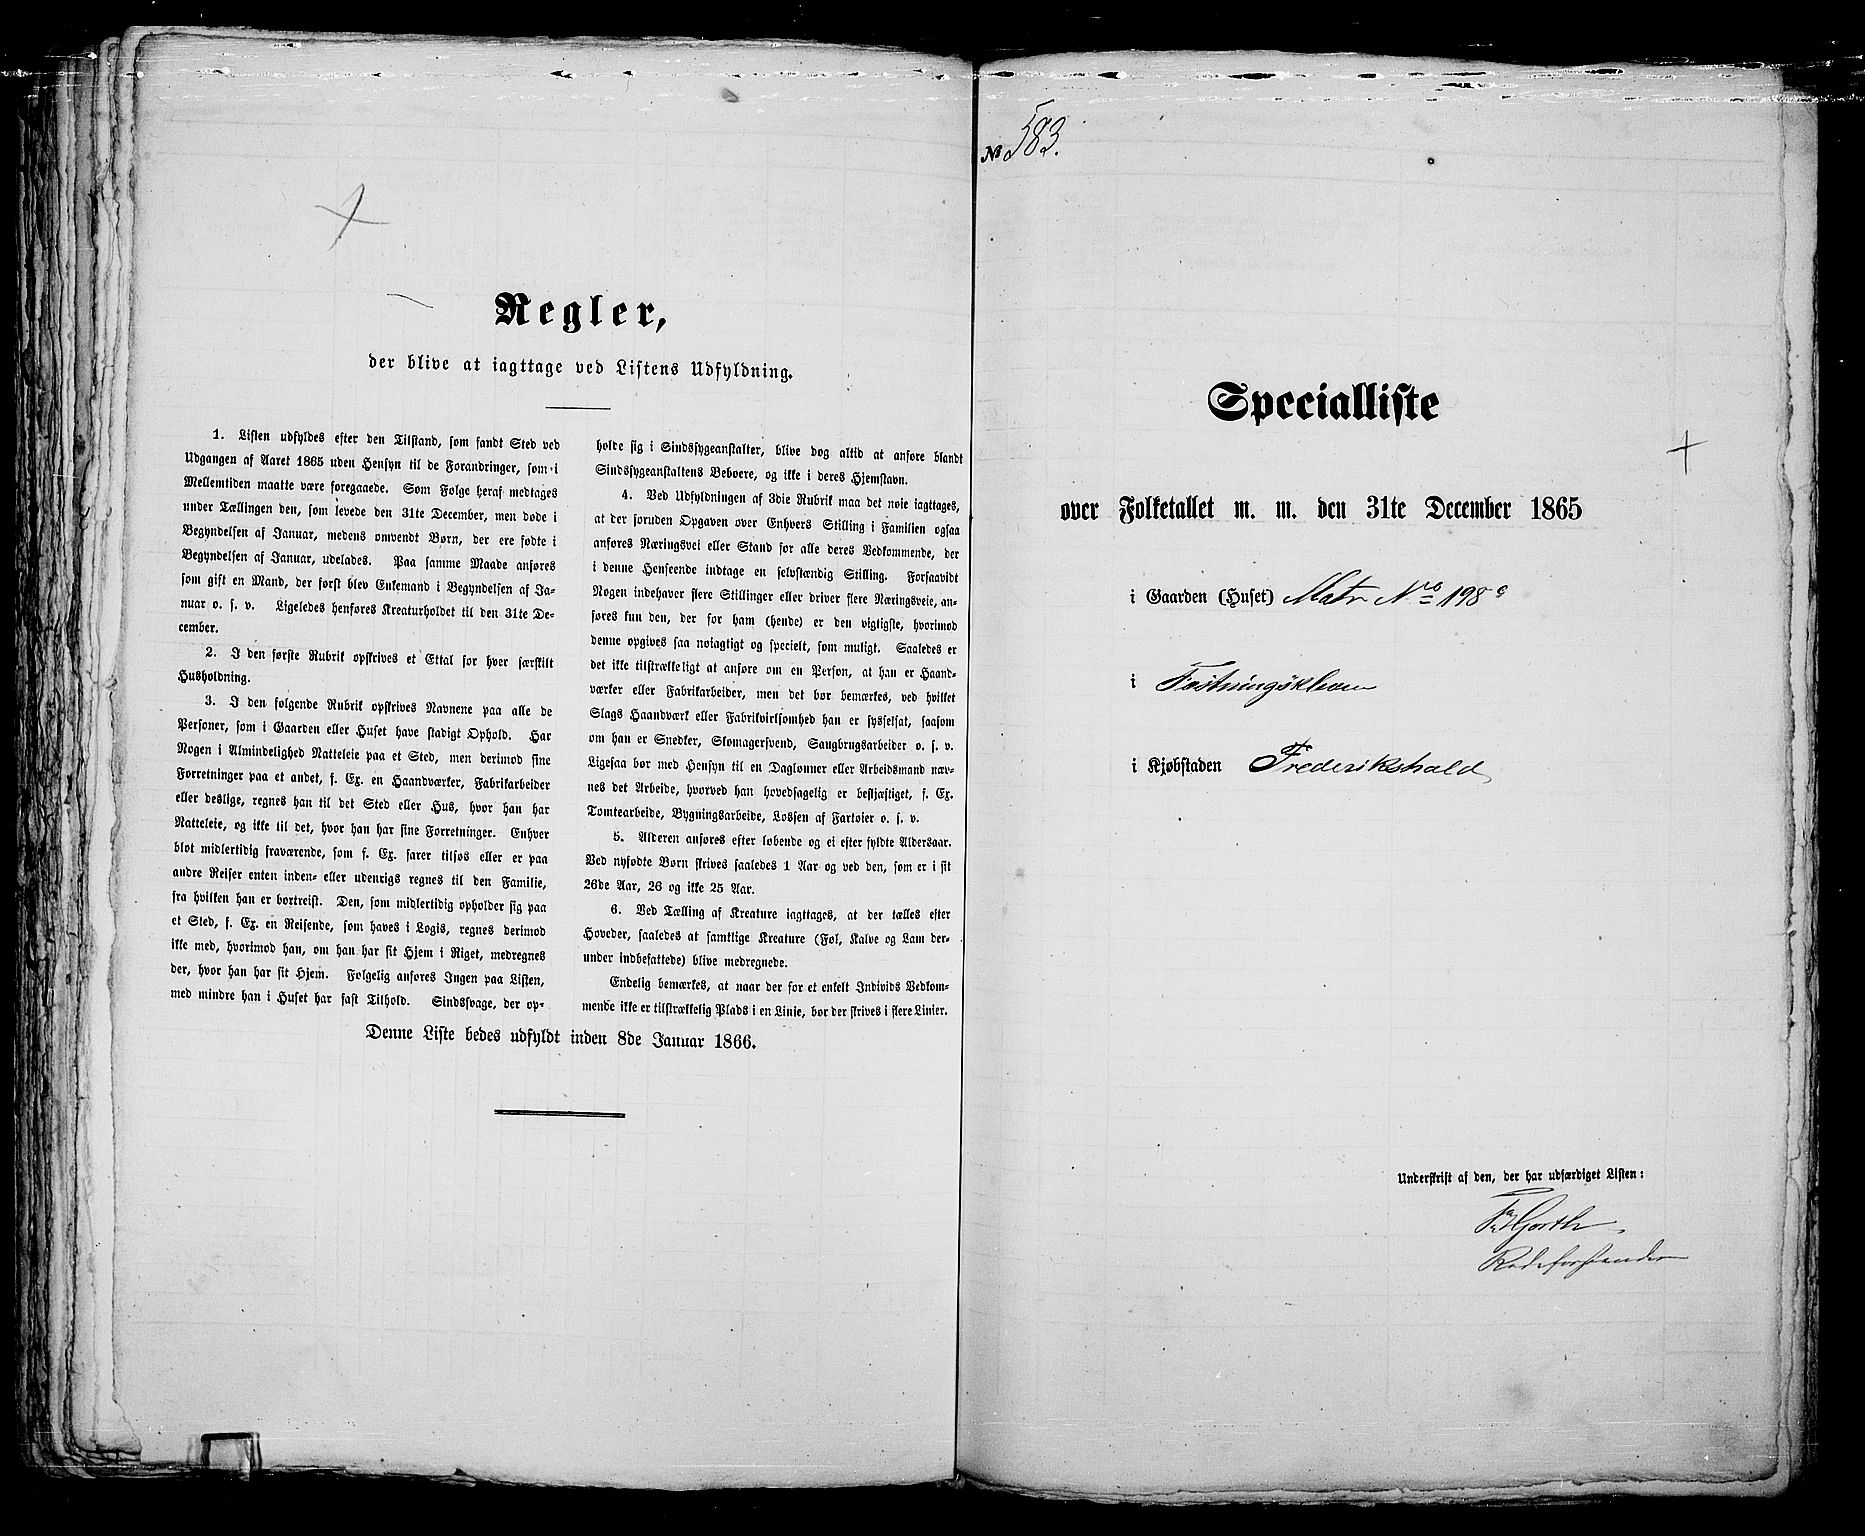 Regler,
der blive at iagttage ved Listens Udfyldning.
1. Listen udfyldes efter den Tilstand, som fandt Sted ved
Udgangen af Aaret 1865 uden Hensyn til de Forandringer, som i
Mellemtiden maatte være foregaaede. Som Følge heraf medtages
under Tællingen den, som levede den 31te December, men døde i
Begyndelsen af Januar, medens omvendt Børn, der ere fødte i
Begyndelsen af Januar, udelades. Paa samme Maade anføres
som gift en Mand, der først blev Enkemand i Begyndelsen af Ja-
nuar o. s. v. Ligeledes henføres Kreaturholdet til den 31te De-
cember.
2. I den første Rubrik opskrives et Ettal for hver særskilt
Husholdning.
3. I den følgende Rubrik opskrives Navnene paa alle de
Personer, som i Gaarden eller Huset have stadigt Ophold. Har
Nogen i Almindelighed Natteleie paa et Sted, men derimod sine
Forretninger paa et andet, f. Ex. en Haandværker, Fabrikarbeider
eller deslige, regnes han til det Sted eller Hus, hvor han har
Natteleie, og ikke til det, hvor han har sine Forretninger. Enhver
blot midlertidig fraværende, som f. Ex. farer tilsøs eller er paa
andre Reiser enten inden- eller udenrigs regnes til den Familie,
fra hvilken han er bortreist. Den, som midlertidig opholder sig paa
et Sted, f. Ex. en Reisende, som haves i Logis, regnes derimod
ikke med, hvorimod han, om han har sit Hjem i Riget, medregnes
der, hvor han har sit Hjem. Følgelig anføres Ingen paa Listen,
med mindre han i Huset har fast Tilhold. Sindssvage, der op-
holde sig i Sindssygeanstalter, blive dog altid at anføre blandt
Sindssygeanstaltens Beboere, og ikke i deres Hjemstavn.
4. Ved Udfyldningen af 3die Rubrik maa det nøie iagttages,
at der foruden Opgaven over Enhvers Stilling i Familien ogsaa
anføres Næringsvei eller Stand for alle deres Vedkommende, der
i denne Henseende indtage en selvstændig Stilling. Forsaavidt
Nogen indehaver flere Stillinger eller driver flere Næringsveie, an-
føres kun den, der for ham (hende) er den vigtigste, hvorimod
denne opgives saa nøiagtigt og specielt, som muligt. Saaledes er
det ikke tilstrækkeligt at anføre om en Person, at han er Haand-
værker eller Fabrikarbeider, men det bør bemærkes, ved hvilket
Slags Haandværk eller Fabrikvirksomhed han er sysselsat, saasom
om han er Snedker, Skomagersvend, Saugbrugsarbeider o. s. v.
Ligesaa bør med Hensyn til en Daglønner eller Arbeidsmand næv-
nes det Arbeide, hvorved han hovedsagelig er beskjæftiget, f. Ex.
Tomtearbeide, Bygningsarbeide, Lossen af Fartøier o. s. v.
5. Alderen anføres efter løbende og ei efter fyldte Aldersaar.
Ved nyfødte Børn skrives saaledes 1 Aar og ved den, som er i sit
26de Aar, 26 og ikke 25 Aar.
6. Ved Tælling af Kreature iagttages, at der tælles efter
Hoveder, saaledes at samtlige Kreature (Føl, Kalve og Lam der-
under indbefattede) blive medregnede.
Endelig bemærkes, at naar der for et enkelt Individs Vedkom-
mende ikke er tilstrækkelig Plads i en Linie, bør der skrives i flere Linier.
Denne Liste bedes udfyldt inden 8de Januar 1866.
№ 583.
Specialliste
over Folketallet m. m. den 31te December 1865
i Gaarden (Huset) Matr No 198 c
i Fæstningskleven
i Kjøbstaden Frederikshald
Underskrift af den, der har udfærdiget Listen:
Rodeforstander